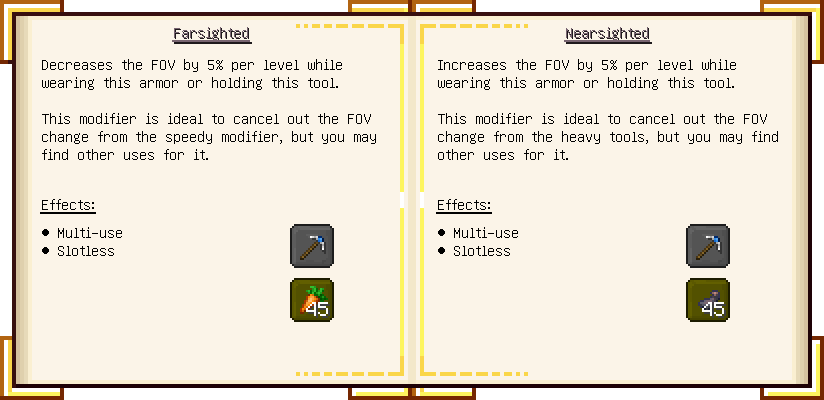 Farsighted
Decreases the FOV by 5% per level while
wearing this armor or holding this tool.
This modifier is ideal to cancel out the FOV
change from the speedy modifier, but you may
find other uses for it.
Effects:
● Multi-use
● Slotless
45
Nearsighted
Increases the FOV by 5% per level while
wearing this armor or holding this tool.
This modifier is ideal to cancel out the FOV
change from the heavy tools, but you may find
other uses for it.
Effects:
● Multi-use
● Slotless
45